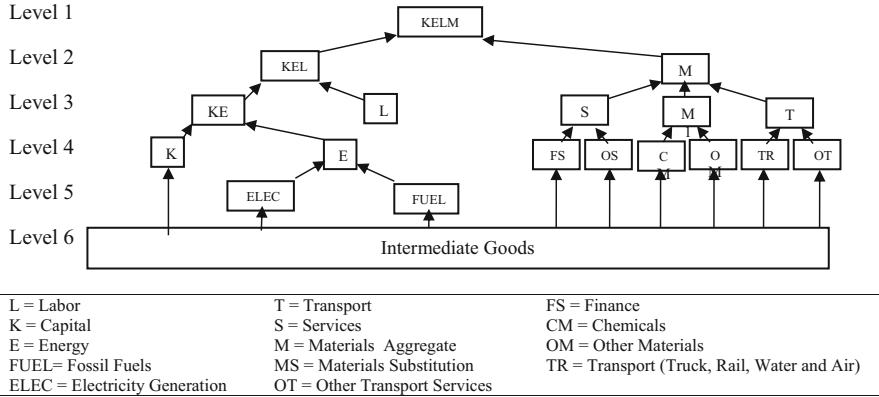 Level 1
KELM
Level 2
KEL
M
Level 3
KE
L
S
M
I
T
Level 4
K
E
FS
OS
C
M
O
M
TR
OT
Level 5
ELEC
FUEL
Level 6
Intermediate Goods
L = Labor T = Transport FS = Finance
K = Capital S = Services CM = Chemicals
E = Energy M = Materials Aggregate OM = Other Materials
FUEL= Fossil Fuels MS = Materials Substitution TR = Transport (Truck, Rail, Water and Air)
ELEC = Electricity Generation OT = Other Transport Services